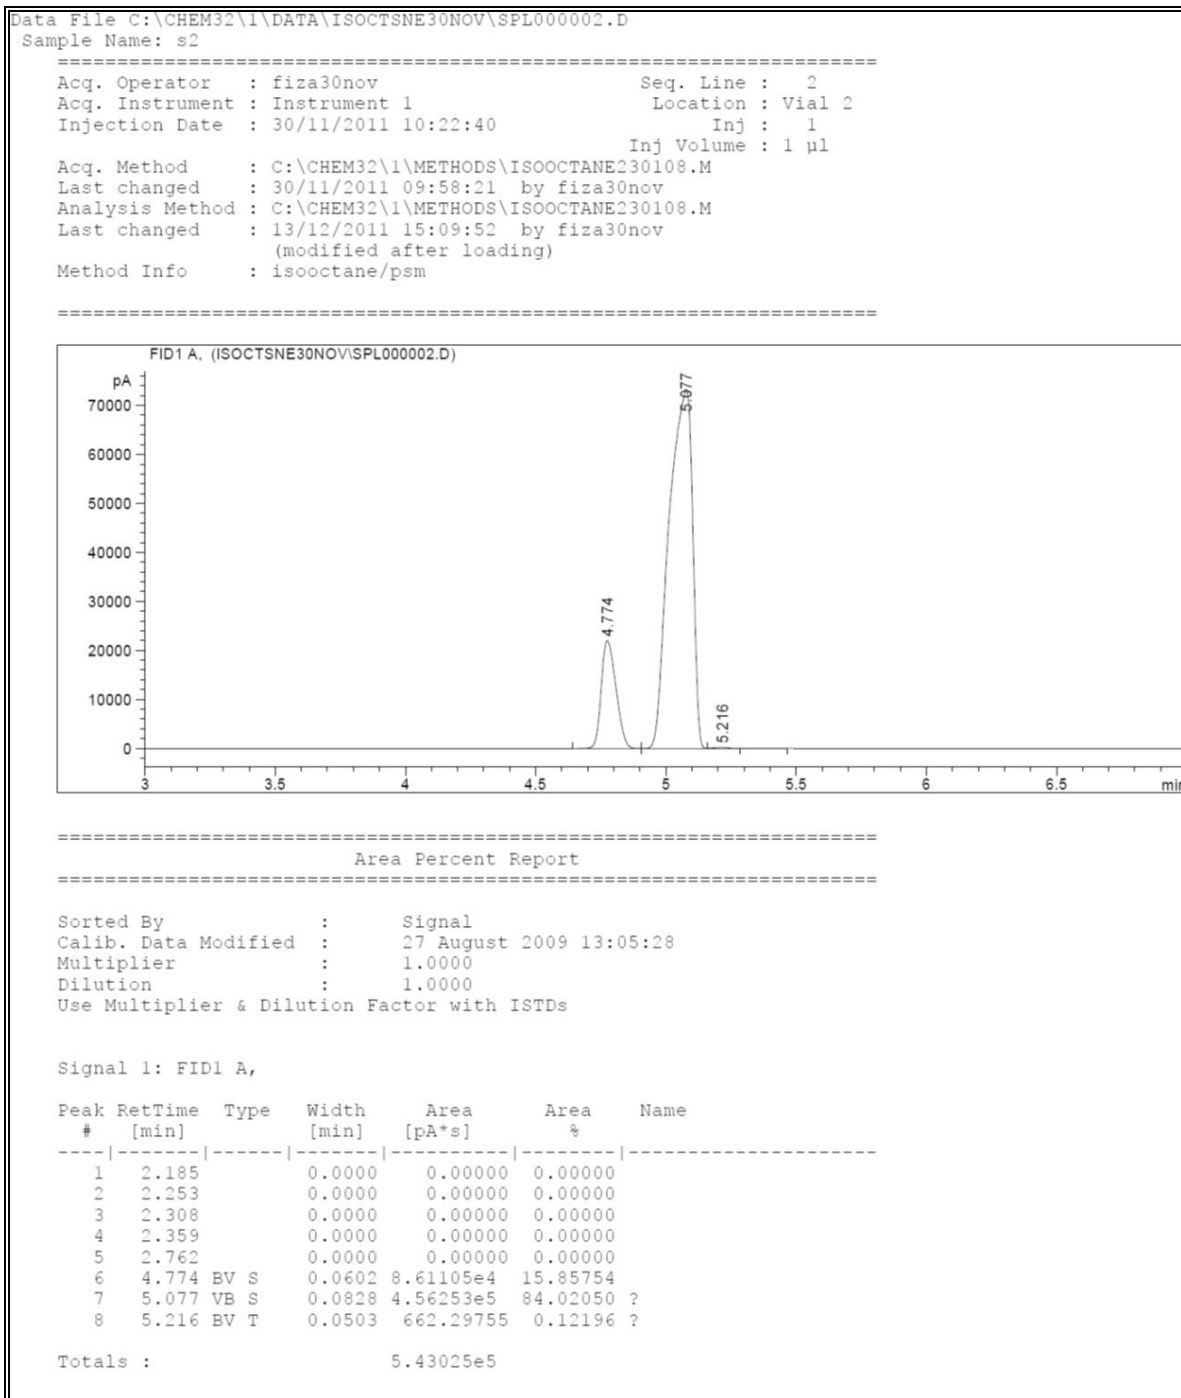 Data File C:\CHEM32\1\DATA\ISOCTSNE30NOV\SPL000002.D
Sample Name: s2
=====================================================================
Acq. Operator   : fiza30nov                      Seq. Line :   2
Acq. Instrument : Instrument 1                    Location : Vial 2
Injection Date  : 30/11/2011 10:22:40                  Inj :   1
Inj Volume : 1 µl
Acq. Method     : C:\CHEM32\1\METHODS\ISOOCTANE230108.M
Last changed    : 30/11/2011 09:58:21  by fiza30nov
Analysis Method : C:\CHEM32\1\METHODS\ISOOCTANE230108.M
Last changed    : 13/12/2011 15:09:52  by fiza30nov
(modified after loading)
Method Info     : isooctane/psm
=====================================================================
FID1 A, (ISOCTSNE30NOV\SPL000002.D)
pA
70000
60000
50000
40000
30000
20000
10000
0
4.774
5.077
5.216
3 3.5 4 4.5 5 5.5 6 6.5 min
=====================================================================
Area Percent Report
=====================================================================
Sorted By             :      Signal
Calib. Data Modified  :      27 August 2009 13:05:28
Multiplier            :      1.0000
Dilution              :      1.0000
Use Multiplier & Dilution Factor with ISTDs
Signal 1: FID1 A,
Peak RetTime  Type   Width     Area       Area     Name
#   [min]          [min]   [pA*s]        %
----|-------|------|-------|----------|--------|---------------------
1   2.185         0.0000    0.00000  0.00000
2   2.253         0.0000    0.00000  0.00000
3   2.308         0.0000    0.00000  0.00000
4   2.359         0.0000    0.00000  0.00000
5   2.762         0.0000    0.00000  0.00000
6   4.774 BV S    0.0602 8.61105e4  15.85754
7   5.077 VB S    0.0828 4.56253e5  84.02050 ?
8   5.216 BV T    0.0503  662.29755  0.12196 ?
Totals :                    5.43025e5